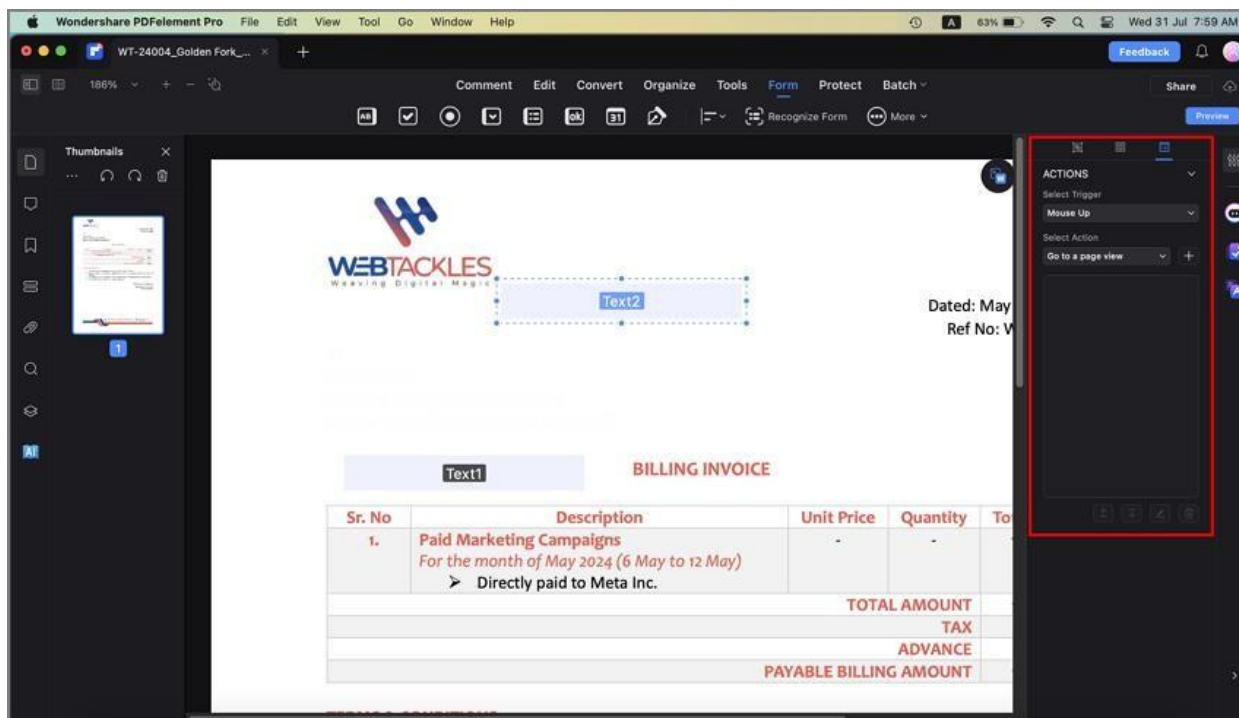 Wondershare PDFelement Pro File Edit View Tool Go Window Help A 63% Wed 31 Jul 7:59 AM
WT-24004_Golden Fork_... × + Feedback
186% + − Comment Edit Convert Organize Tools Form Protect Batch Share
AB ok 31 Recognize Form More Preview
Thumbnails ×
...
1
AI
WEBTACKLES
Weaving Digital Magic
Text2
Dated: May
Ref No: W
Text1
BILLING INVOICE
Sr. No Description Unit Price Quantity To
1. Paid Marketing Campaigns - -
For the month of May 2024 (6 May to 12 May)
➤ Directly paid to Meta Inc.
TOTAL AMOUNT
TAX
ADVANCE
PAYABLE BILLING AMOUNT
ACTIONS
Select Trigger
Mouse Up
Select Action
Go to a page view +